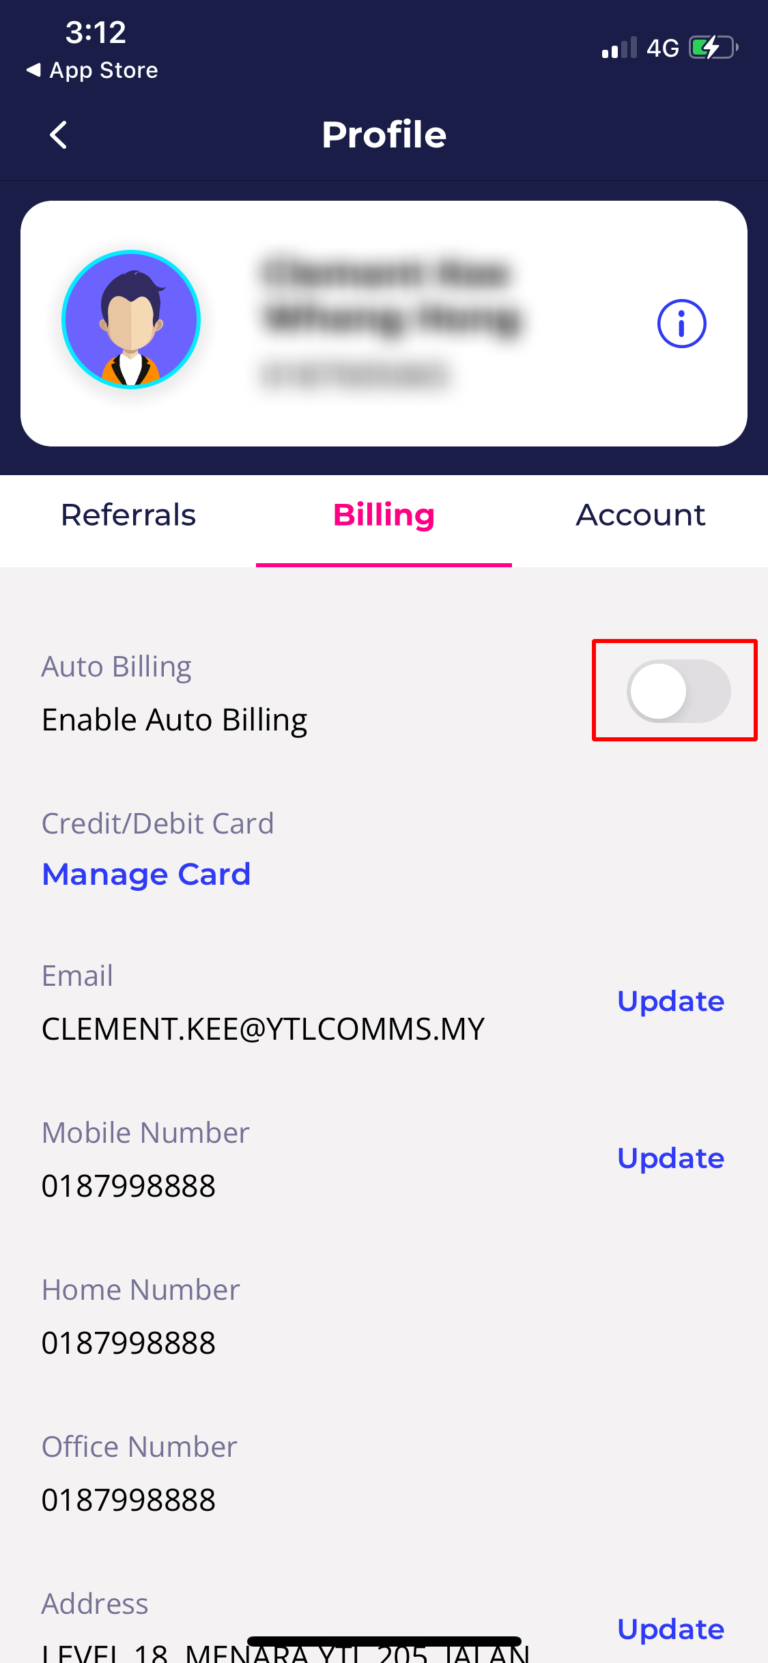 3:12
4G
◀ App Store
Profile
Referrals
Billing
Account
Auto Billing
Enable Auto Billing
Credit/Debit Card
Manage Card
Email
CLEMENT.KEE@YTLCOMMS.MY
Update
Mobile Number
0187998888
Update
Home Number
0187998888
Office Number
0187998888
Address
LEVEL 18, MENARA YTL 205 JALAN
Update